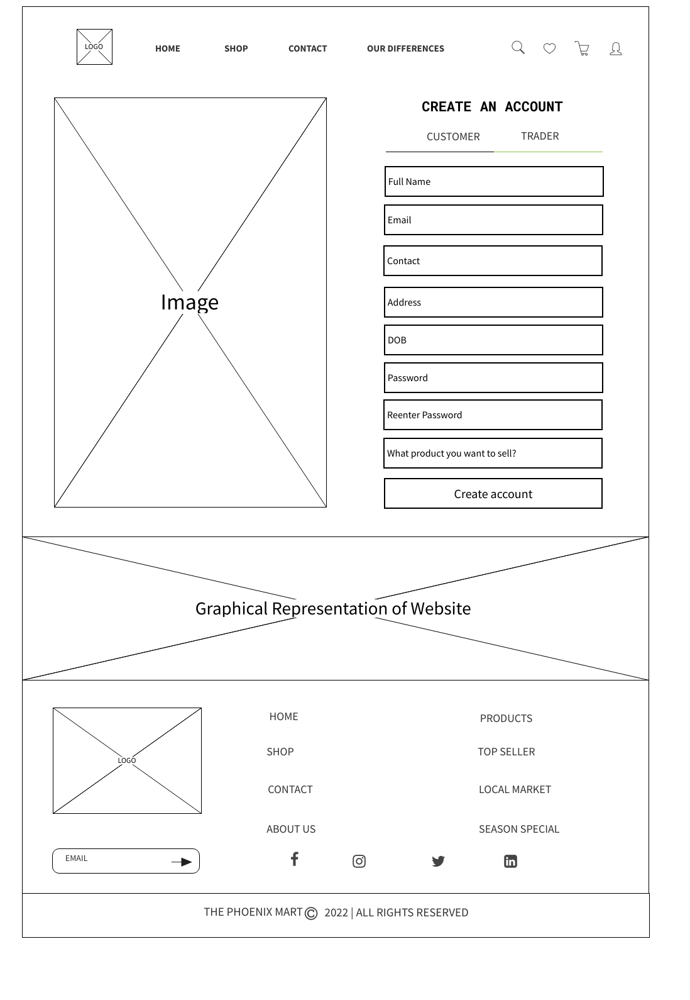 LOGO
HOME SHOP CONTACT OUR DIFFERENCES
CREATE AN ACCOUNT
CUSTOMER TRADER
Full Name
Email
Contact
Address
DOB
Password
Reenter Password
What product you want to sell?
Create account
Image
Graphical Representation of Website
LOGO
EMAIL
HOME
SHOP
CONTACT
ABOUT US
PRODUCTS
TOP SELLER
LOCAL MARKET
SEASON SPECIAL
THE PHOENIX MART © 2022 | ALL RIGHTS RESERVED